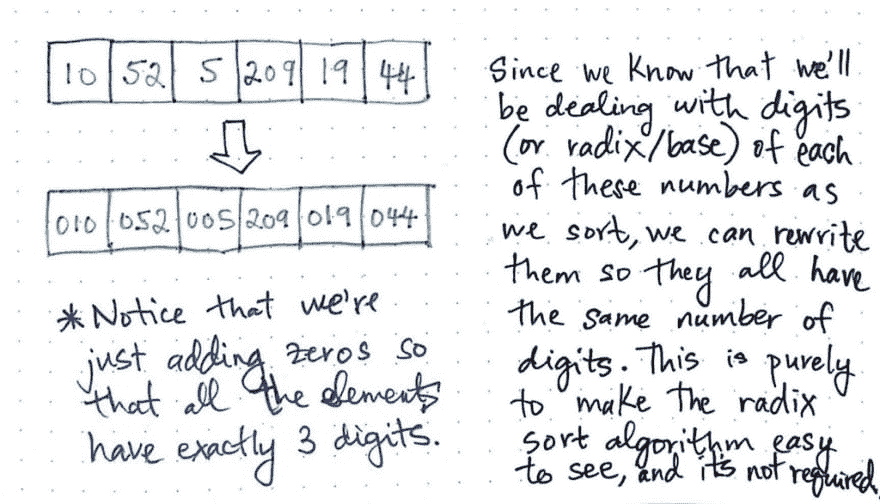 10 52 5 209 19 44
010 052 005 209 019 044
*Notice that we're
just adding zeros so
that all the elements
have exactly 3 digits.
Since we know that we'll
be dealing with digits
(or radix/base) of each
of these numbers as
we sort, we can rewrite
them so they all have
the same number of
digits. This is purely
to make the radix
sort algorithm easy
to see, and it's not required